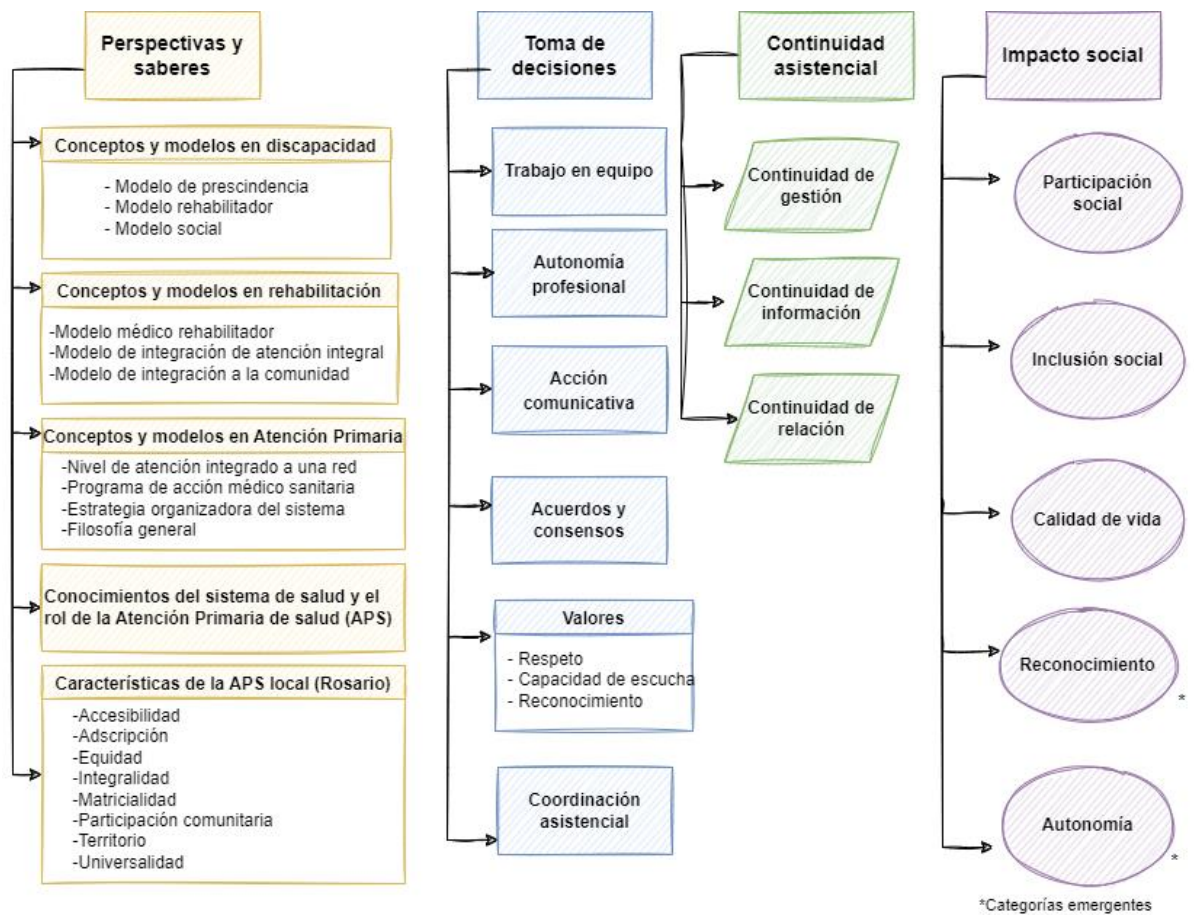 Perspectivas y
saberes
Conceptos y modelos en discapacidad
- Modelo de prescindencia
- Modelo rehabilitador
- Modelo social
Conceptos y modelos en rehabilitación
-Modelo médico rehabilitador
-Modelo de integración de atención integral
-Modelo de integración a la comunidad
Conceptos y modelos en Atención Primaria
-Nivel de atención integrado a una red
-Programa de acción médico sanitaria
-Estrategia organizadora del sistema
-Filosofía general
Conocimientos del sistema de salud y el
rol de la Atención Primaria de salud (APS)
Características de la APS local (Rosario)
-Accesibilidad
-Adscripción
-Equidad
-Integralidad
-Matricialidad
-Participación comunitaria
-Territorio
-Universalidad
Toma de
decisiones
Trabajo en equipo
Autonomía
profesional
Acción
comunicativa
Acuerdos y
consensos
Valores
- Respeto
- Capacidad de escucha
- Reconocimiento
Coordinación
asistencial
Continuidad
asistencial
Continuidad de
gestión
Continuidad de
información
Continuidad de
relación
Impacto social
Participación
social
Inclusión social
Calidad de vida
Reconocimiento
*
Autonomía
*
*Categorías emergentes